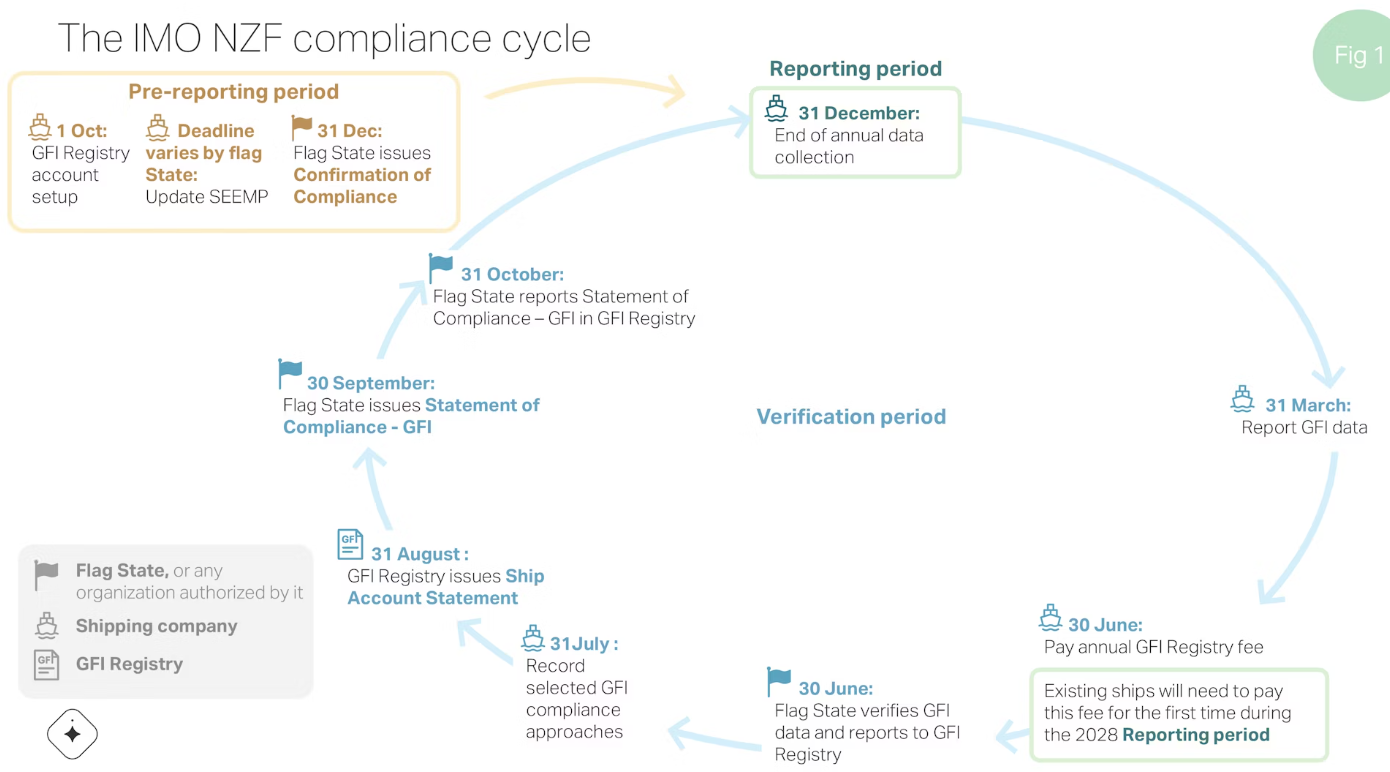 The IMO NZF compliance cycle
Fig 1
Pre-reporting period
1 Oct:
GFI Registry
account
setup
Deadline
varies by flag
State:
Update SEEMP
31 Dec:
Flag State issues
Confirmation of
Compliance
Reporting period
31 December:
End of annual data
collection
31 October:
Flag State reports Statement of
Compliance – GFI in GFI Registry
30 September:
Flag State issues Statement of
Compliance - GFI
Verification period
31 March:
Report GFI data
GFI
31 August :
GFI Registry issues Ship
Account Statement
30 June:
Pay annual GFI Registry fee
Existing ships will need to pay
this fee for the first time during
the 2028 Reporting period
30 June:
Flag State verifies GFI
data and reports to GFI
Registry
31July :
Record
selected GFI
compliance
approaches
Flag State, or any
organization authorized by it
Shipping company
GFI
GFI Registry